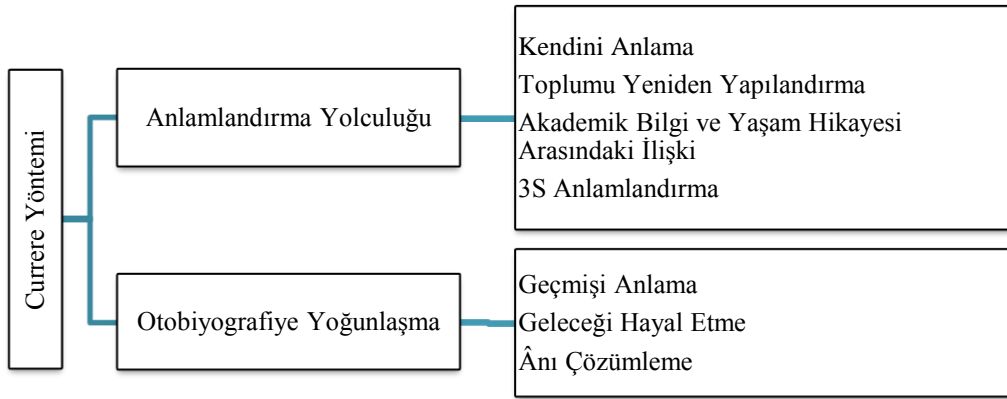 Currere Yöntemi
Anlamlandırma Yolculuğu
Kendini Anlama
Toplumu Yeniden Yapılandırma
Akademik Bilgi ve Yaşam Hikayesi
Arasındaki İlişki
3S Anlamlandırma
Otobiyografiye Yoğunlaşma
Geçmişi Anlama
Geleceği Hayal Etme
Ânı Çözümleme